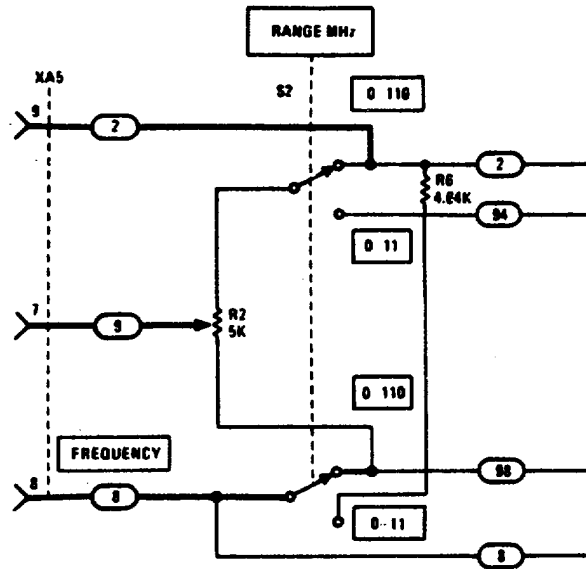 RANGE MHz
XA5
S2
0 110
9
2
2
R6
4.64K
94
0 11
7
9
R2
5K
0 110
FREQUENCY
8
8
98
0-11
8